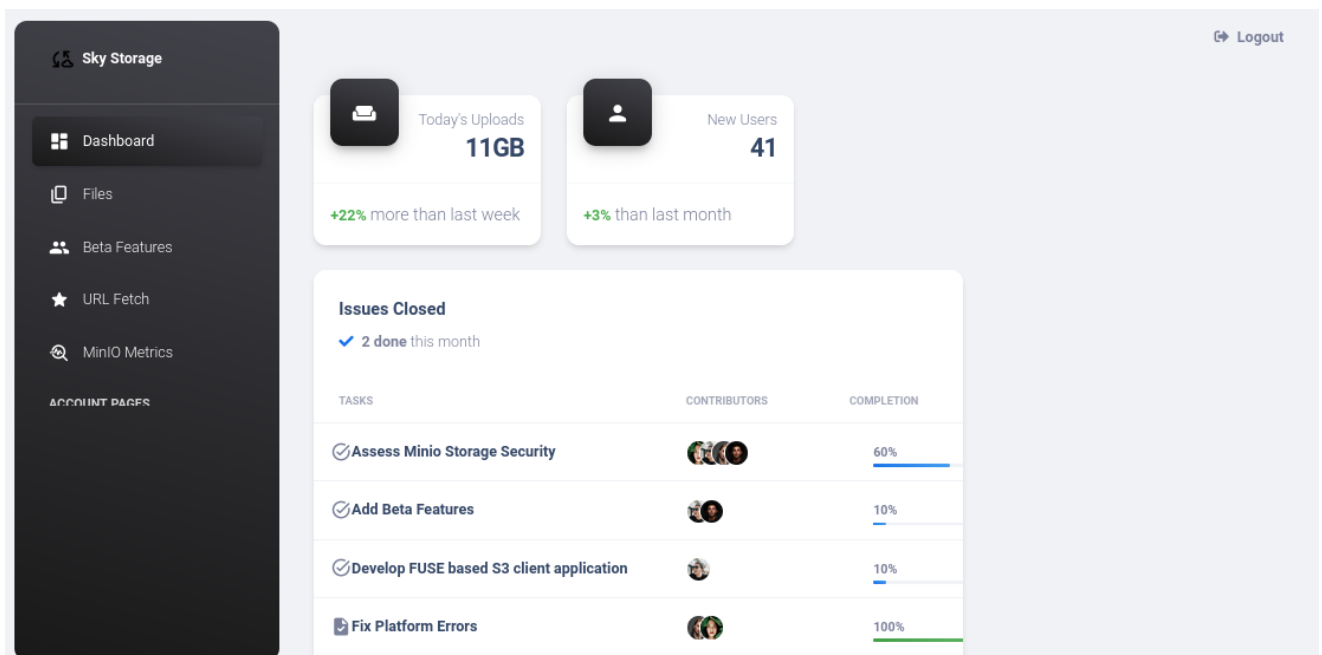 Sky Storage
Logout
Dashboard
Files
Beta Features
URL Fetch
MinIO Metrics
ACCOUNT PAGES
Today's Uploads
11GB
+22% more than last week
New Users
41
+3% than last month
Issues Closed
2 done this month
TASKS CONTRIBUTORS COMPLETION
Assess Minio Storage Security 60%
Add Beta Features 10%
Develop FUSE based S3 client application 10%
Fix Platform Errors 100%